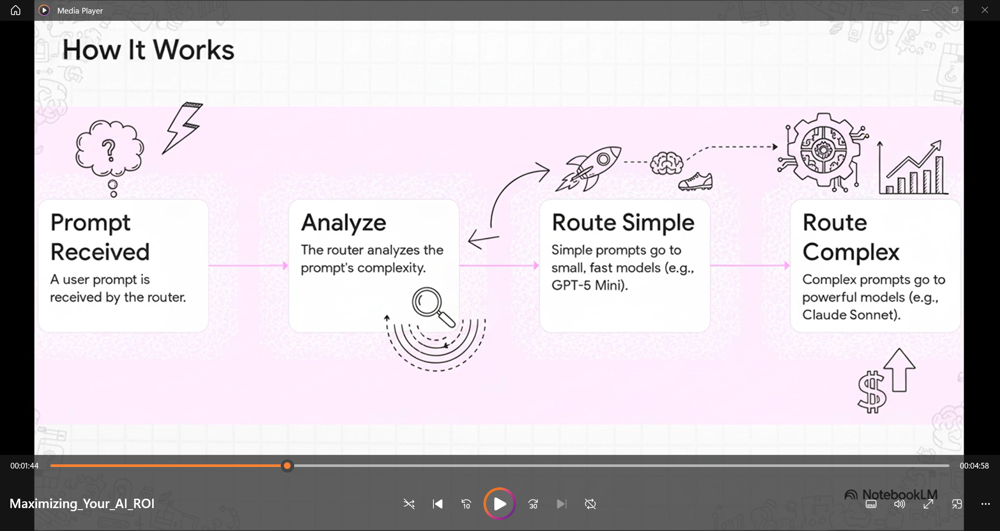 Media Player
How It Works
?
Prompt
Received
A user prompt is
received by the router.
Analyze
The router analyzes the
prompt's complexity.
Route Simple
Simple prompts go to
small, fast models (e.g.,
GPT-5 Mini).
Route
Complex
Complex prompts go to
powerful models (e.g.,
Claude Sonnet).
$
00:01:44
00:04:58
Maximizing_Your_AI_ROI
10
30
NotebookLM